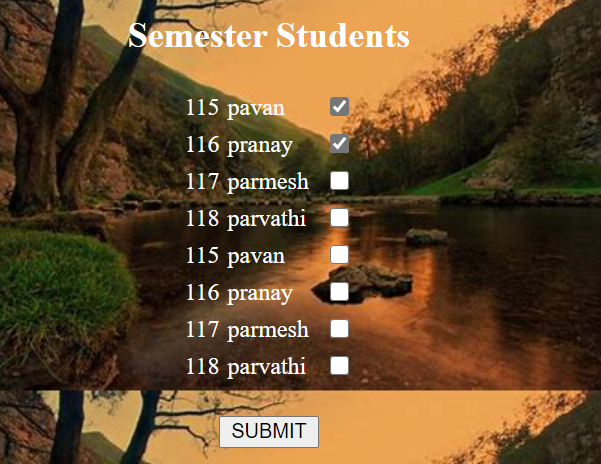 Semester Students
115 pavan
116 pranay
117 parmesh
118 parvathi
115 pavan
116 pranay
117 parmesh
118 parvathi
SUBMIT